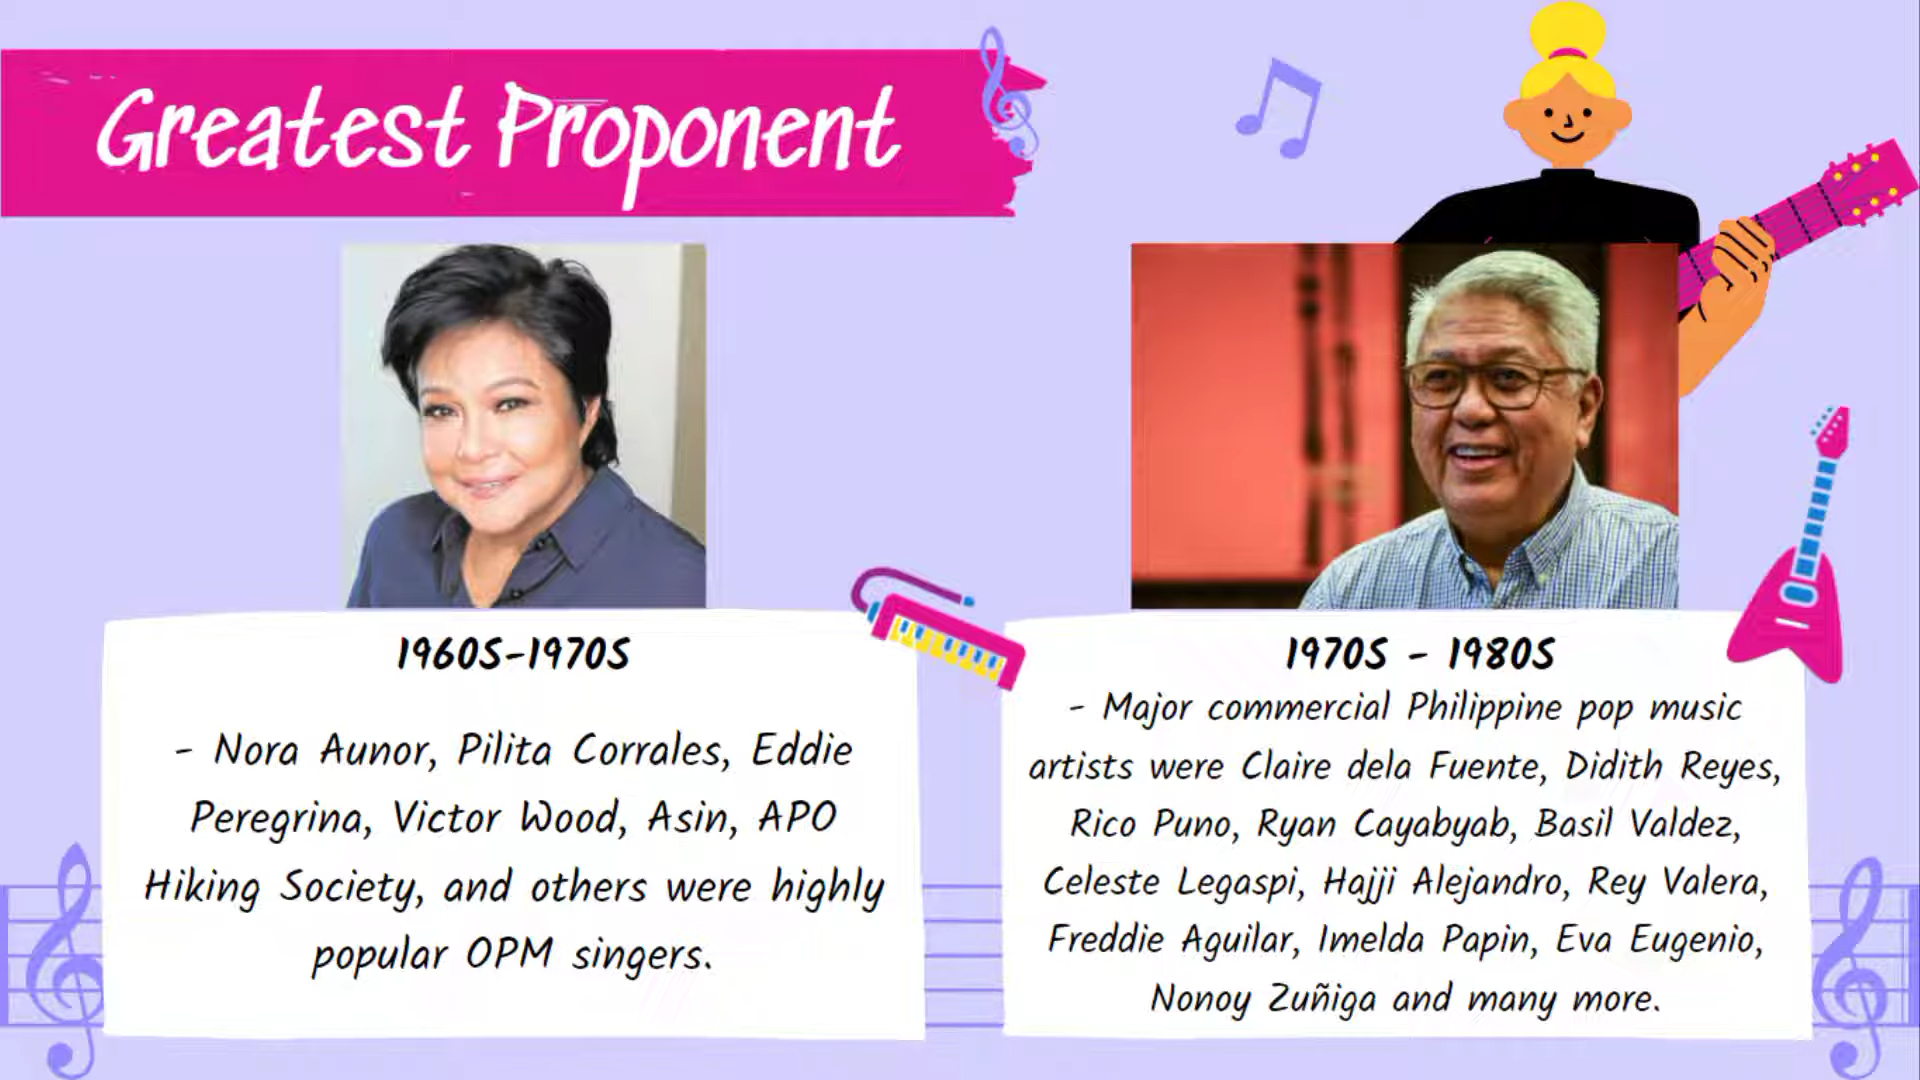 Greatest Proponent
1960S-1970S
- Nora Aunor, Pilita Corrales, Eddie
Peregrina, Victor Wood, Asin, APO
Hiking Society, and others were highly
popular OPM singers.
1970S - 1980S
- Major commercial Philippine pop music
artists were Claire dela Fuente, Didith Reyes,
Rico Puno, Ryan Cayabyab, Basil Valdez,
Celeste Legaspi, Hajji Alejandro, Rey Valera,
Freddie Aguilar, Imelda Papin, Eva Eugenio,
Nonoy Zuñiga and many more.